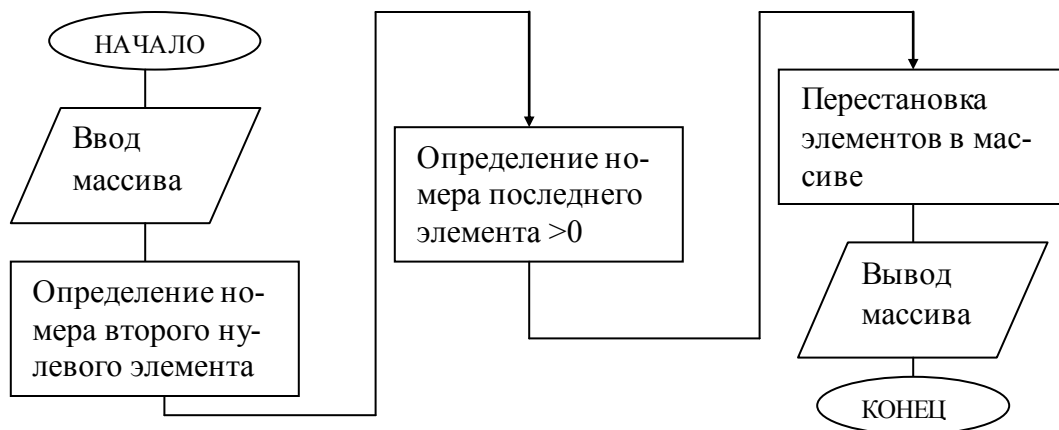 НАЧАЛО
Ввод
массива
Определение но-
мера второго ну-
левого элемента
Определение но-
мера последнего
элемента >0
Перестановка
элементов в мас-
сиве
Вывод
массива
КОНЕЦ